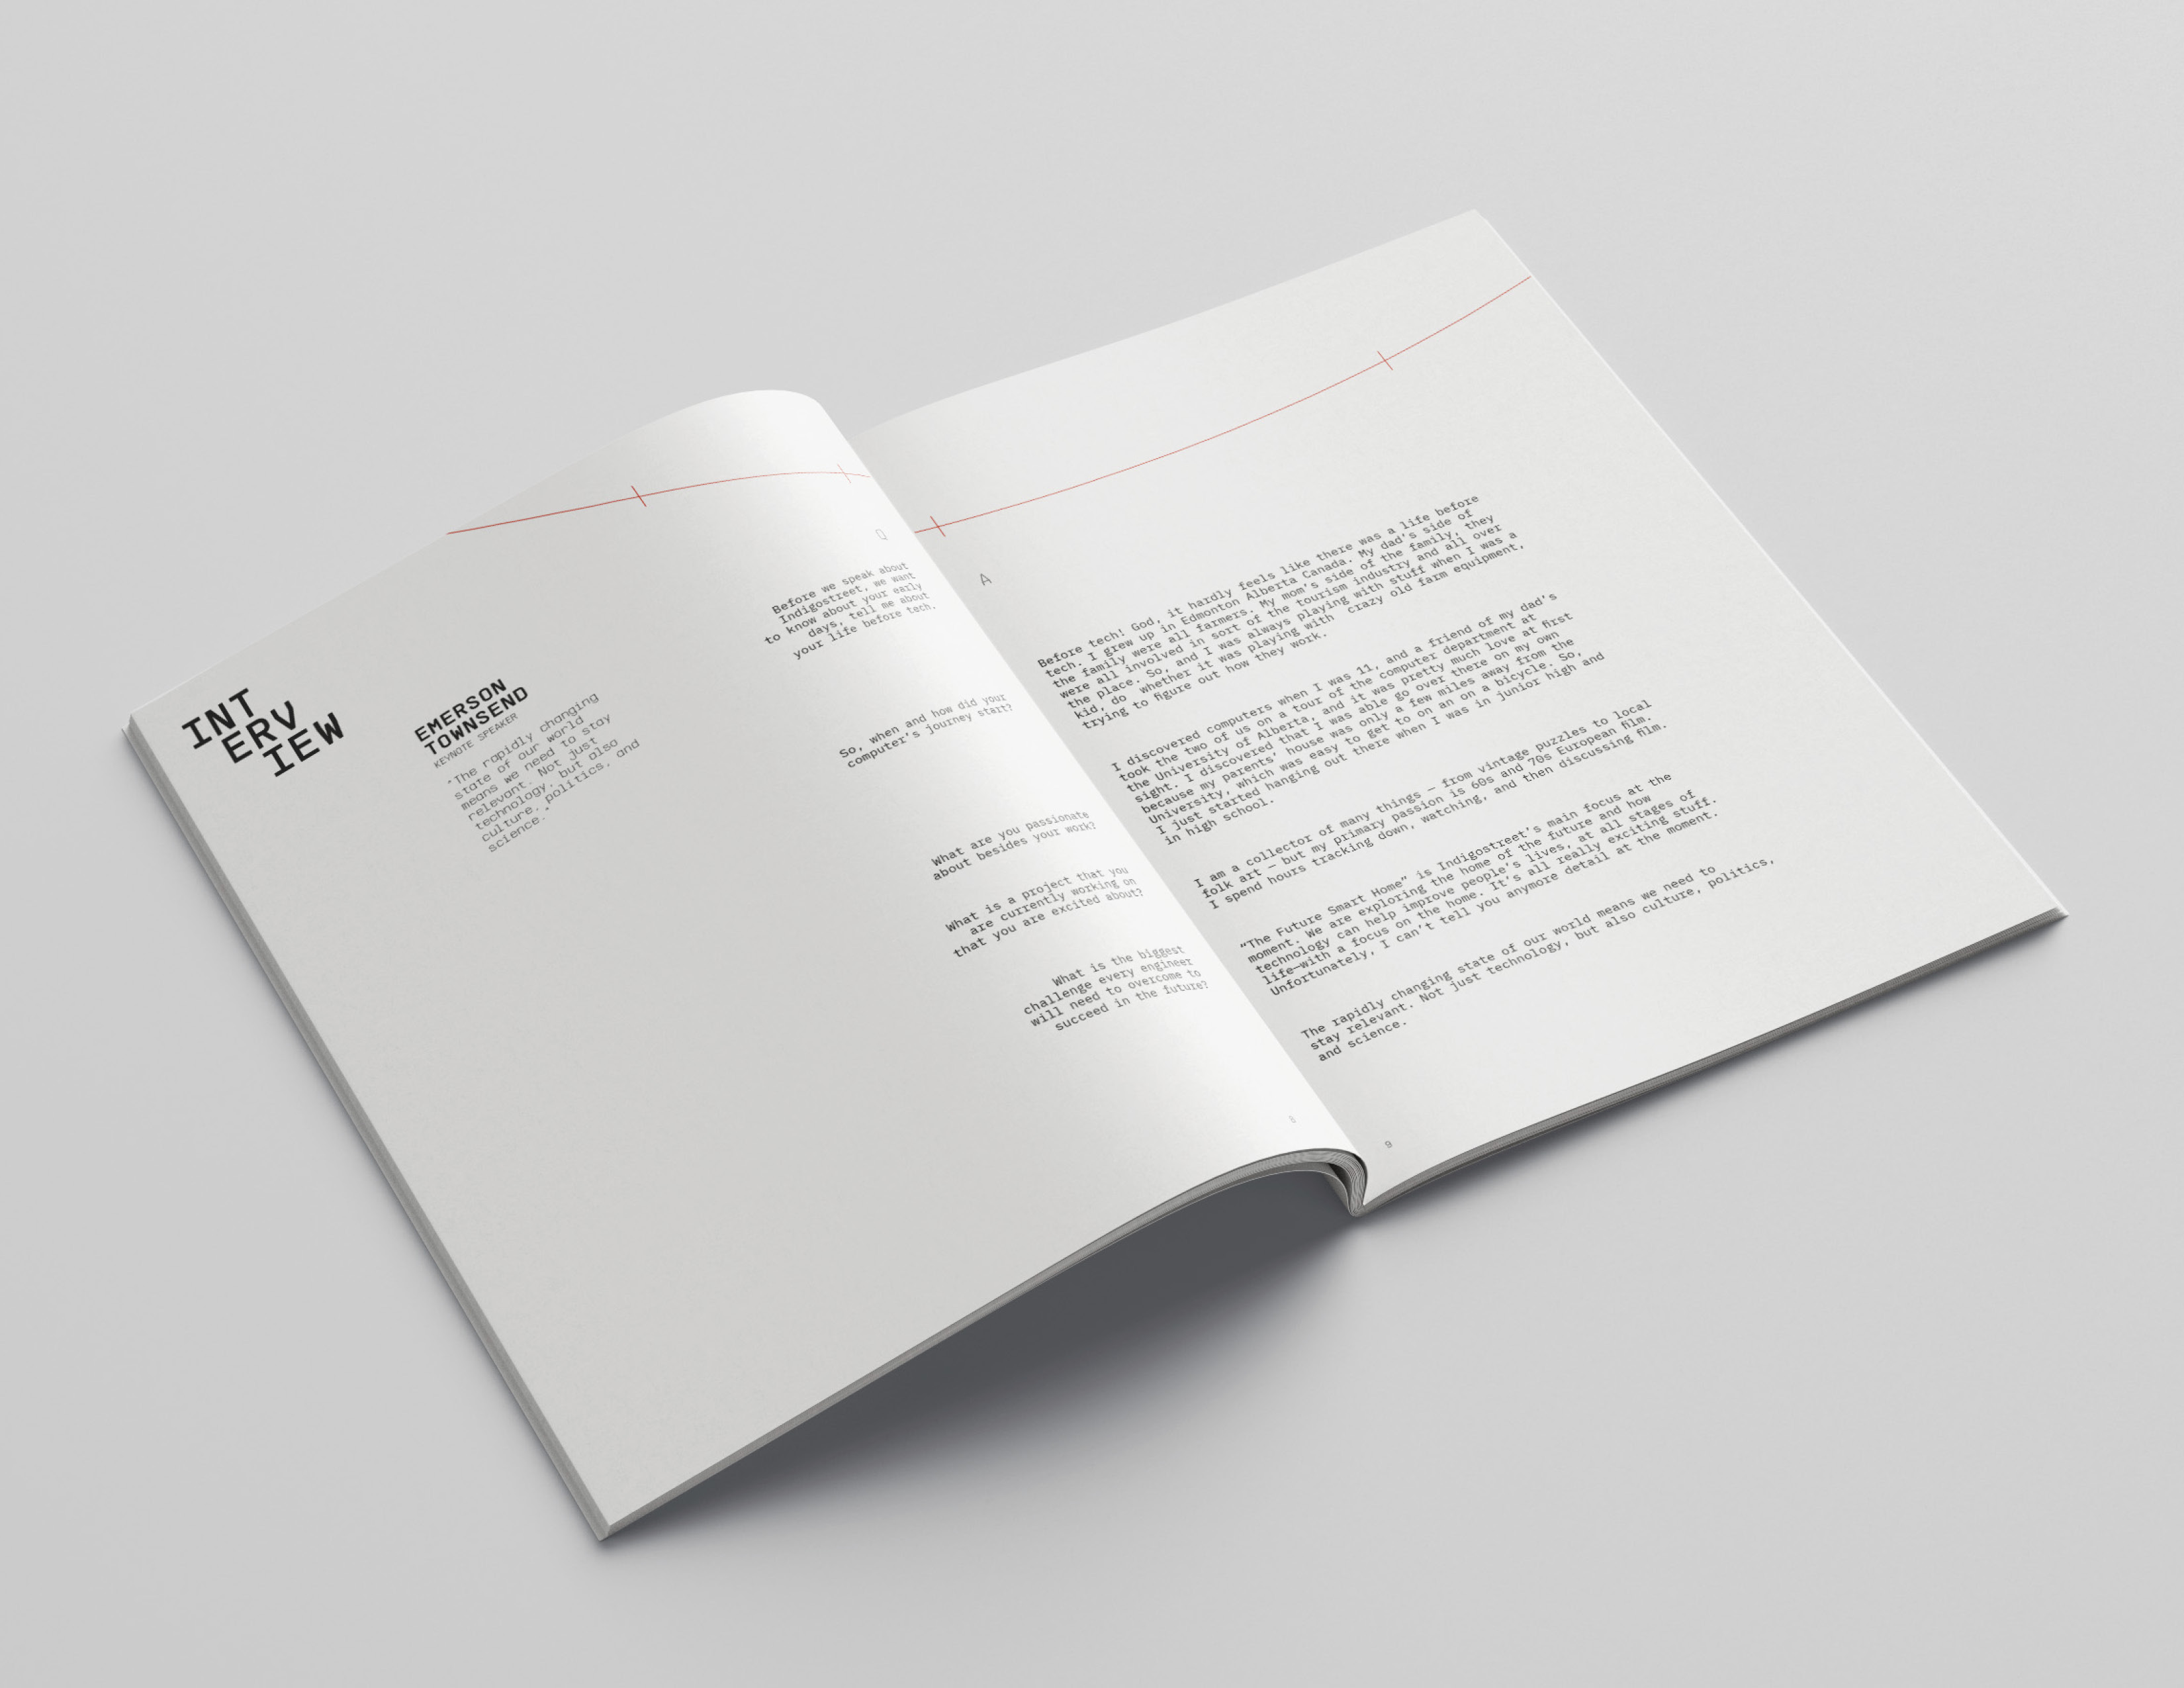 INT
ERV
IEW
EMERSON
TOWNSEND
KEYNOTE SPEAKER
"The rapidly changing
state of our world
means we need to stay
relevant. Not just
technology, but also
culture, politics, and
science."
Q
Before we speak about
Indigostreet, we want
to know about your early
days, tell me about
your life before tech.
So, when and how did your
computer's journey start?
What are you passionate
about besides your work?
What is a project that you
are currently working on
that you are excited about?
What is the biggest
challenge every engineer
will need to overcome to
succeed in the future?
8
A
Before tech! God, it hardly feels like there was a life before
tech. I grew up in Edmonton Alberta Canada. My dad's side of
the family were all farmers. My mom's side of the family, they
were all involved in sort of the tourism industry and all over
the place. So, and I was always playing with stuff when I was a
kid, do  whether it was playing with  crazy old farm equipment,
trying to figure out how they work.
I discovered computers when I was 11, and a friend of my dad's
took the two of us on a tour of the computer department at
the University of Alberta, and it was pretty much love at first
sight. I discovered that I was able go over there on my own
because my parents' house was only a few miles away from the
University, which was easy to get to on an on a bicycle. So,
I just started hanging out there when I was in junior high and
in high school.
I am a collector of many things — from vintage puzzles to local
folk art — but my primary passion is 60s and 70s European film.
I spend hours tracking down, watching, and then discussing film.
"The Future Smart Home" is Indigostreet's main focus at the
moment. We are exploring the home of the future and how
technology can help improve people's lives, at all stages of
life—with a focus on the home. It's all really exciting stuff.
Unfortunately, I can't tell you anymore detail at the moment.
The rapidly changing state of our world means we need to
stay relevant. Not just technology, but also culture, politics,
and science.
9